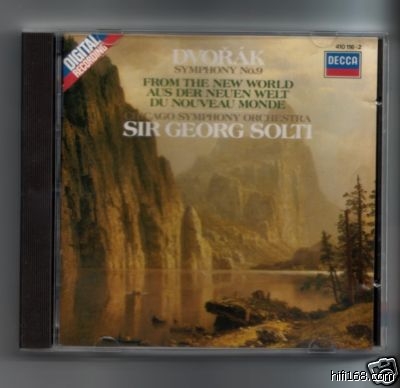 DIGITAL
RECORDING
DVOŘÁK
SYMPHONY No.9
FROM THE NEW WORLD
AUS DER NEUEN WELT
DU NOUVEAU MONDE
CHICAGO SYMPHONY ORCHESTRA
SIR GEORG SOLTI
410 116-2
DECCA
hifi168.com